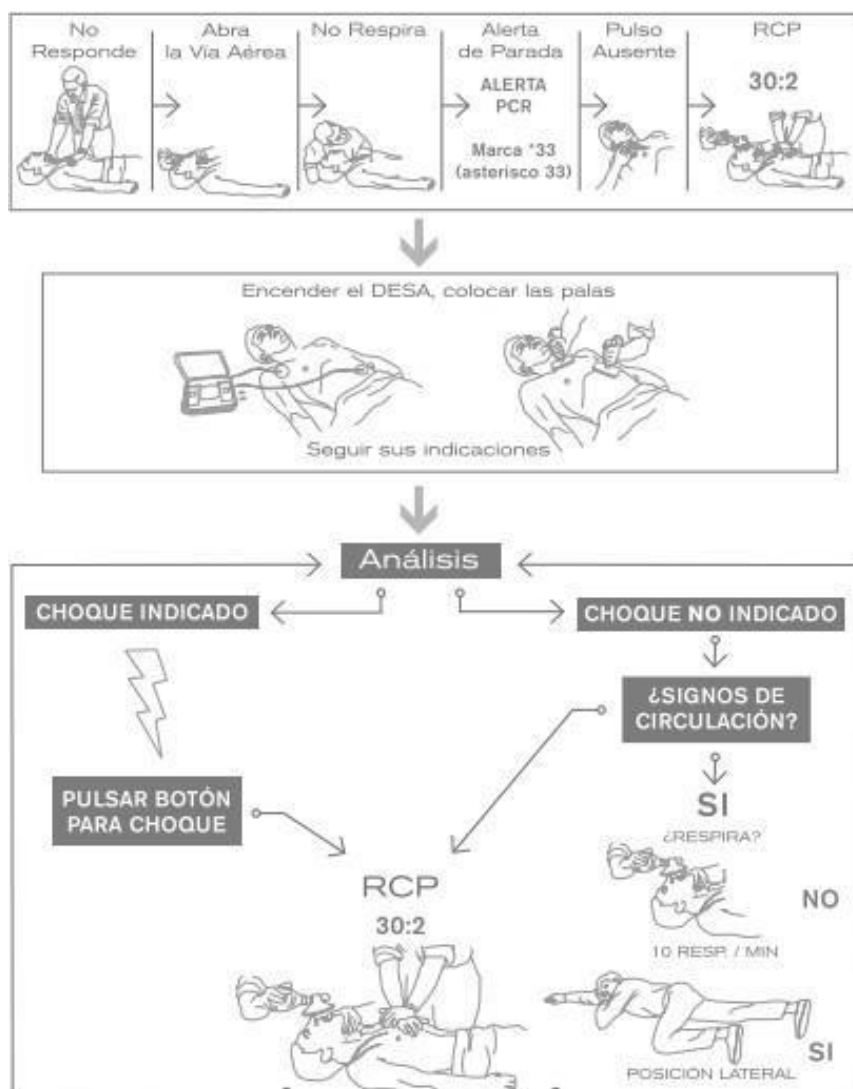 No
Responde
Abra
la Vía Aérea
No Respira
Alerta
de Parada
ALERTA
PCR
Marca *33
(asterisco 33)
Pulso
Ausente
RCP
30:2
Encender el DESA, colocar las palas
Seguir sus indicaciones
Análisis
CHOQUE INDICADO
CHOQUE NO INDICADO
¿SIGNOS DE
CIRCULACIÓN?
PULSAR BOTÓN
PARA CHOQUE
SI
¿RESPIRA?
NO
10 RESP. / MIN
RCP
30:2
SI
POSICIÓN LATERAL